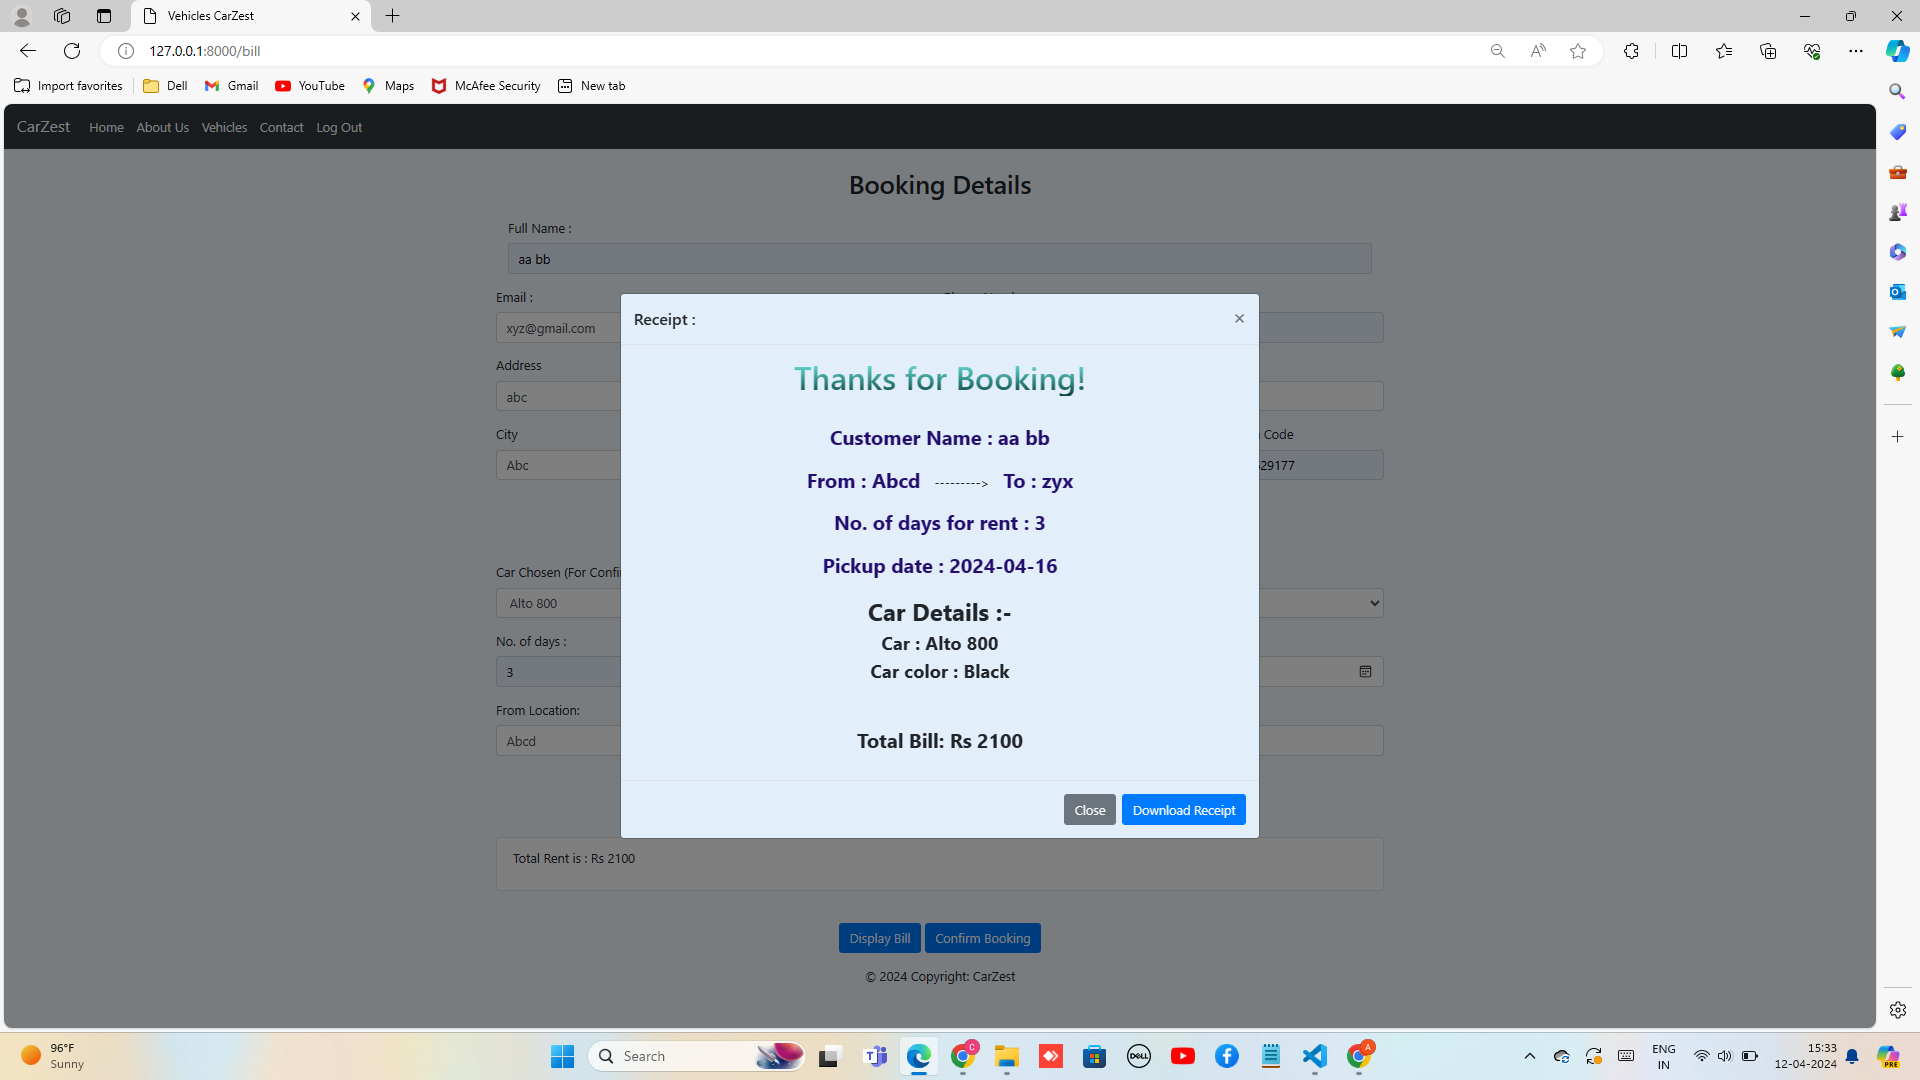 Vehicles CarZest
127.0.0.1:8000/bill
Import favorites Dell Gmail YouTube Maps McAfee Security New tab
CarZest Home About Us Vehicles Contact Log Out
Booking Details
Full Name :
aa bb
Email :
xyz@gmail.com
Address
abc
City
Code
Abc
29177
Car Chosen (For Confi
Alto 800
No. of days :
3
From Location:
Abcd
Receipt :
×
Thanks for Booking!
Customer Name : aa bb
From : Abcd ---------> To : zyx
No. of days for rent : 3
Pickup date : 2024-04-16
Car Details :-
Car : Alto 800
Car color : Black
Total Bill: Rs 2100
Close Download Receipt
Total Rent is : Rs 2100
Display Bill Confirm Booking
© 2024 Copyright: CarZest
96°F
Sunny
Search
DELL
C
A
ENG
IN
15:33
12-04-2024
PRE